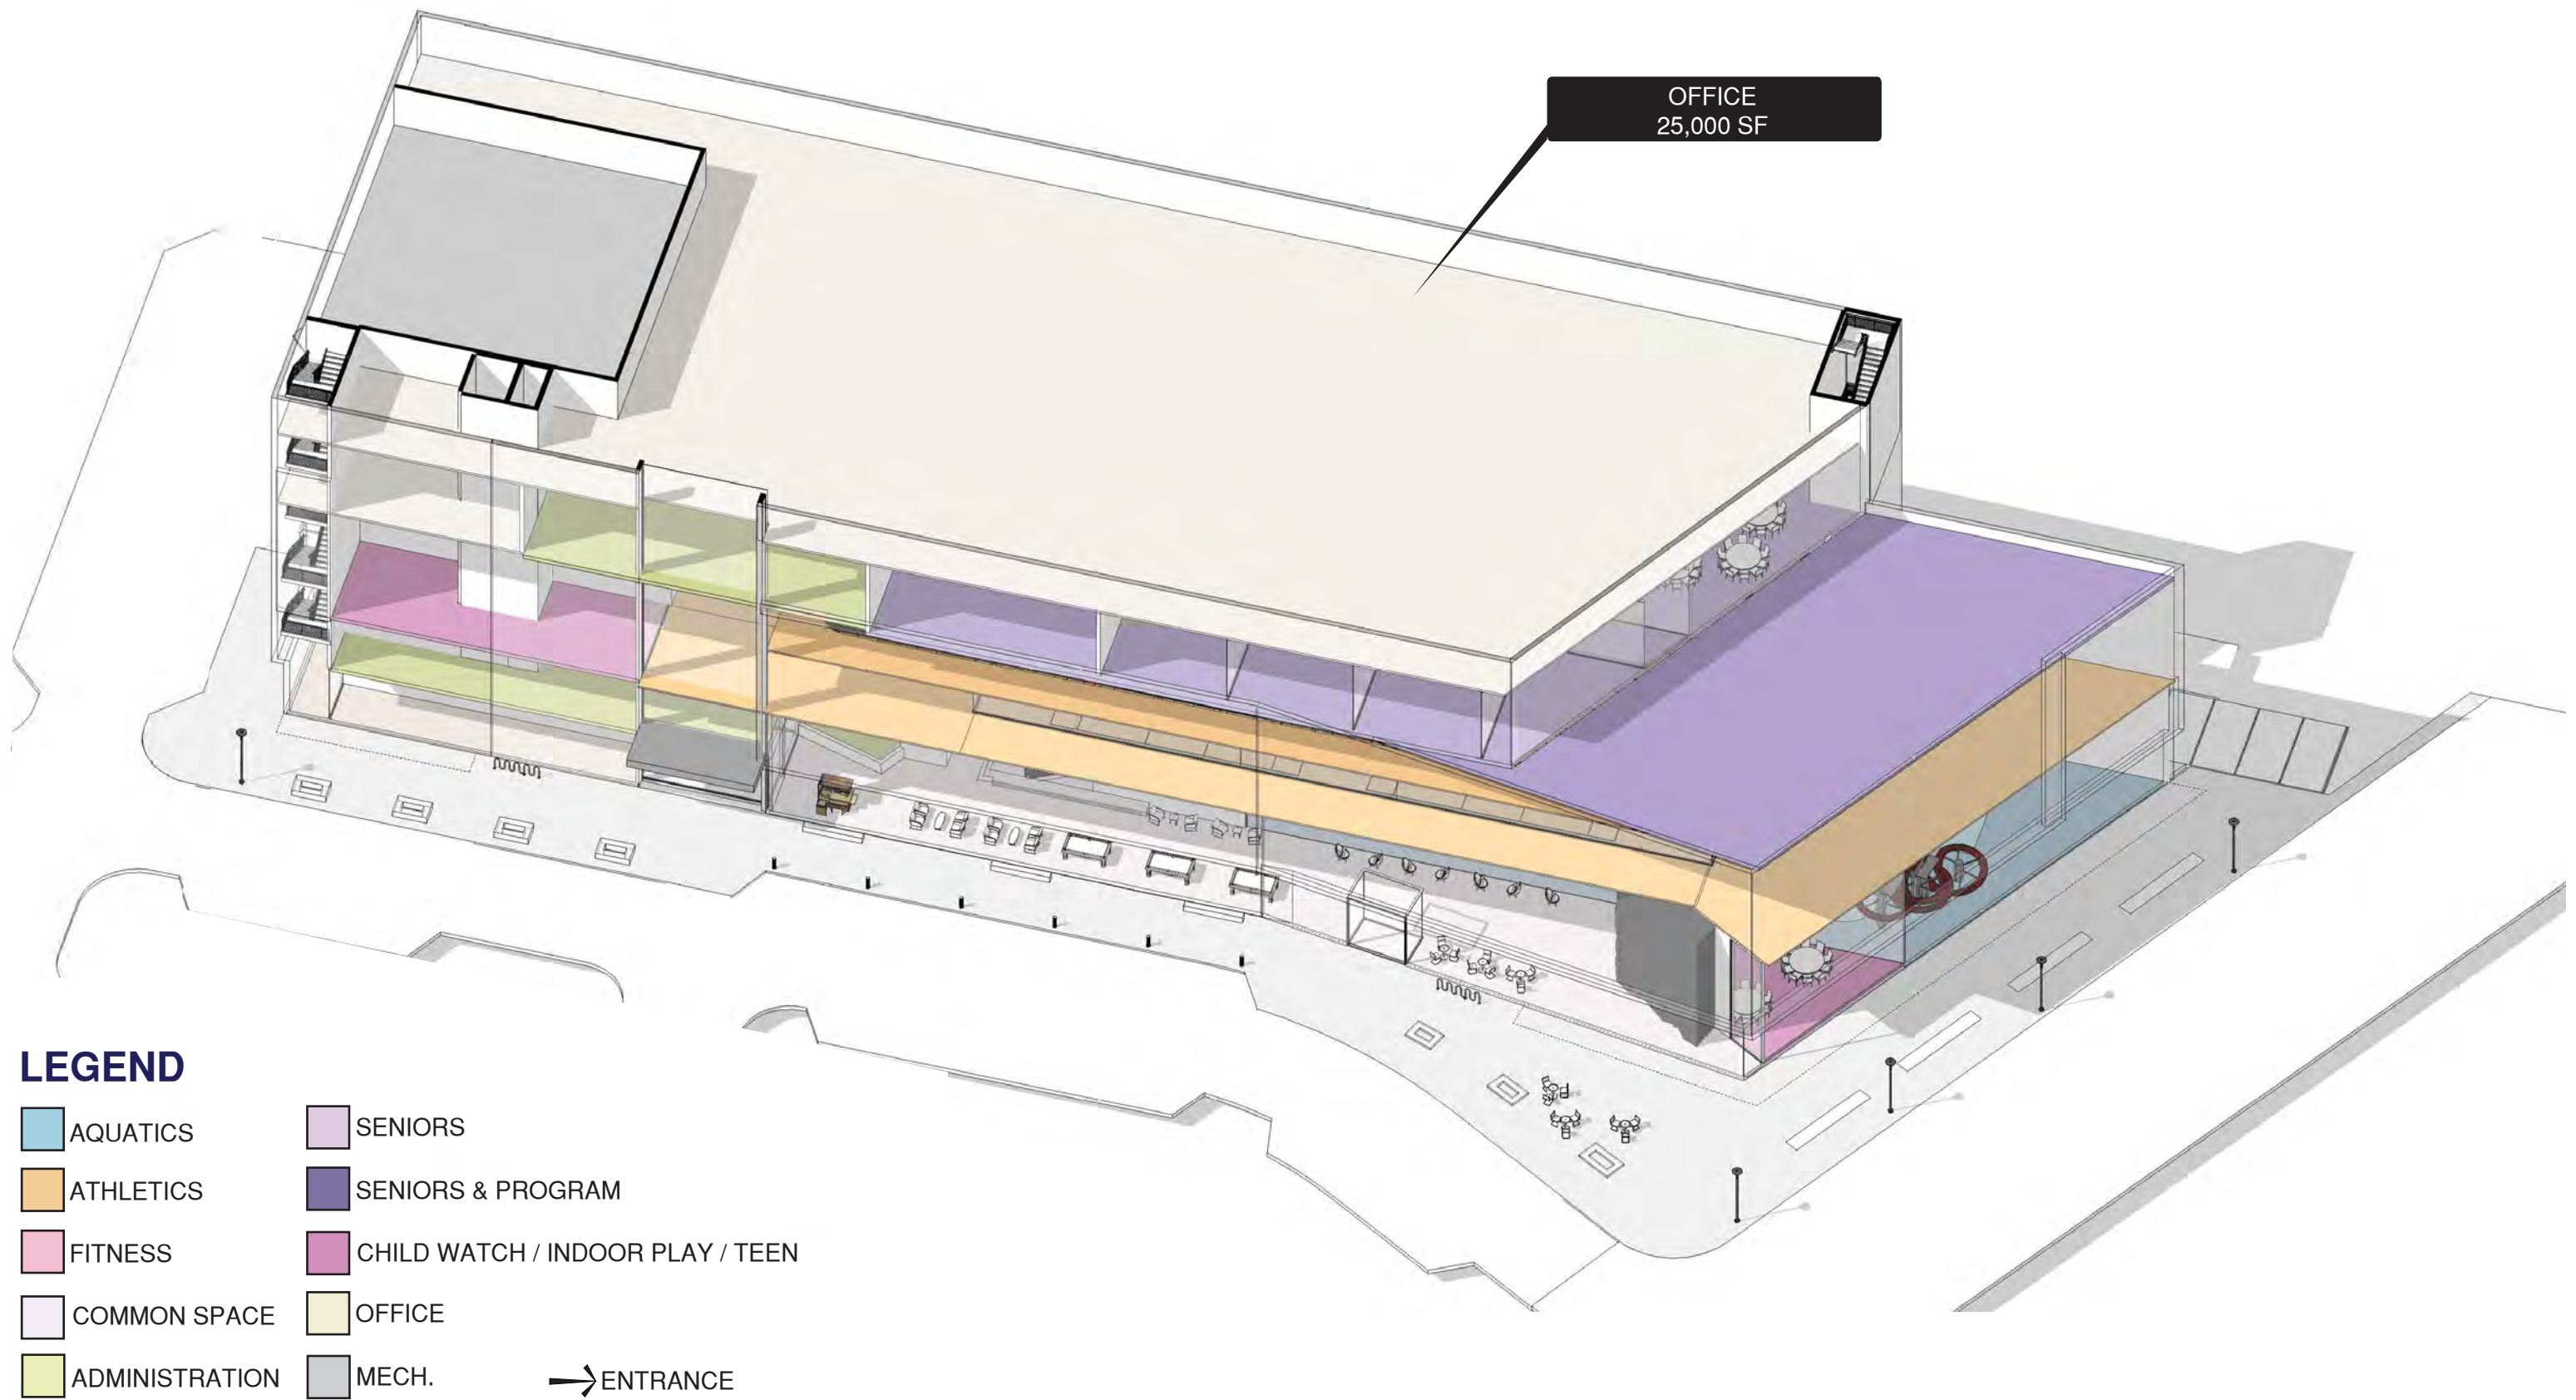 OFFICE
25,000 SF
LEGEND
AQUATICS
ATHLETICS
FITNESS
COMMON SPACE
ADMINISTRATION
SENIORS
SENIORS & PROGRAM
CHILD WATCH / INDOOR PLAY / TEEN
OFFICE
MECH.
ENTRANCE